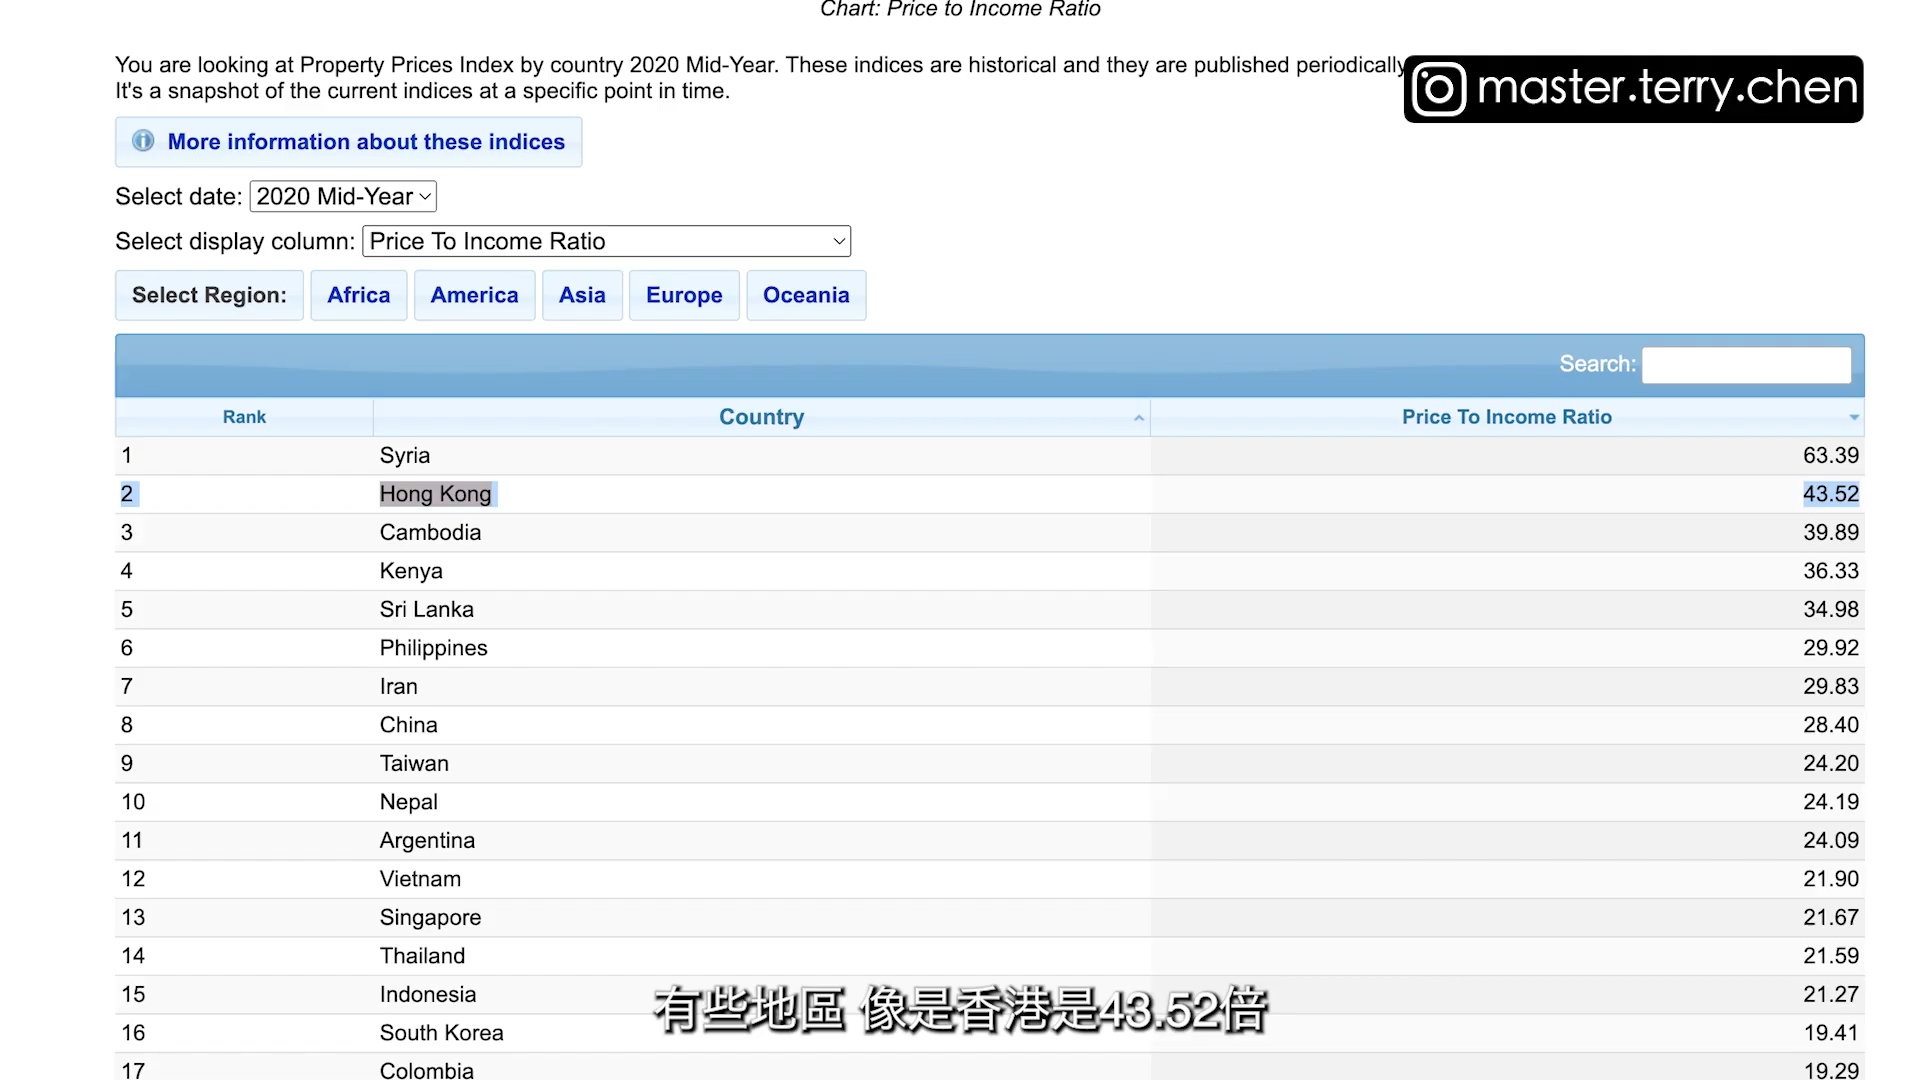 Chart: Price to Income Ratio
You are looking at Property Prices Index by country 2020 Mid-Year. These indices are historical and they are published periodically
It's a snapshot of the current indices at a specific point in time.
master.terry.chen
More information about these indices
Select date: 2020 Mid-Year
Select display column: Price To Income Ratio
Select Region: Africa America Asia Europe Oceania
Search:
Rank Country Price To Income Ratio
1 Syria 63.39
2 Hong Kong 43.52
3 Cambodia 39.89
4 Kenya 36.33
5 Sri Lanka 34.98
6 Philippines 29.92
7 Iran 29.83
8 China 28.40
9 Taiwan 24.20
10 Nepal 24.19
11 Argentina 24.09
12 Vietnam 21.90
13 Singapore 21.67
14 Thailand 21.59
15 Indonesia 21.27
有些地區 像是香港是43.52倍
16 South Korea 19.41
17 Colombia 19.29